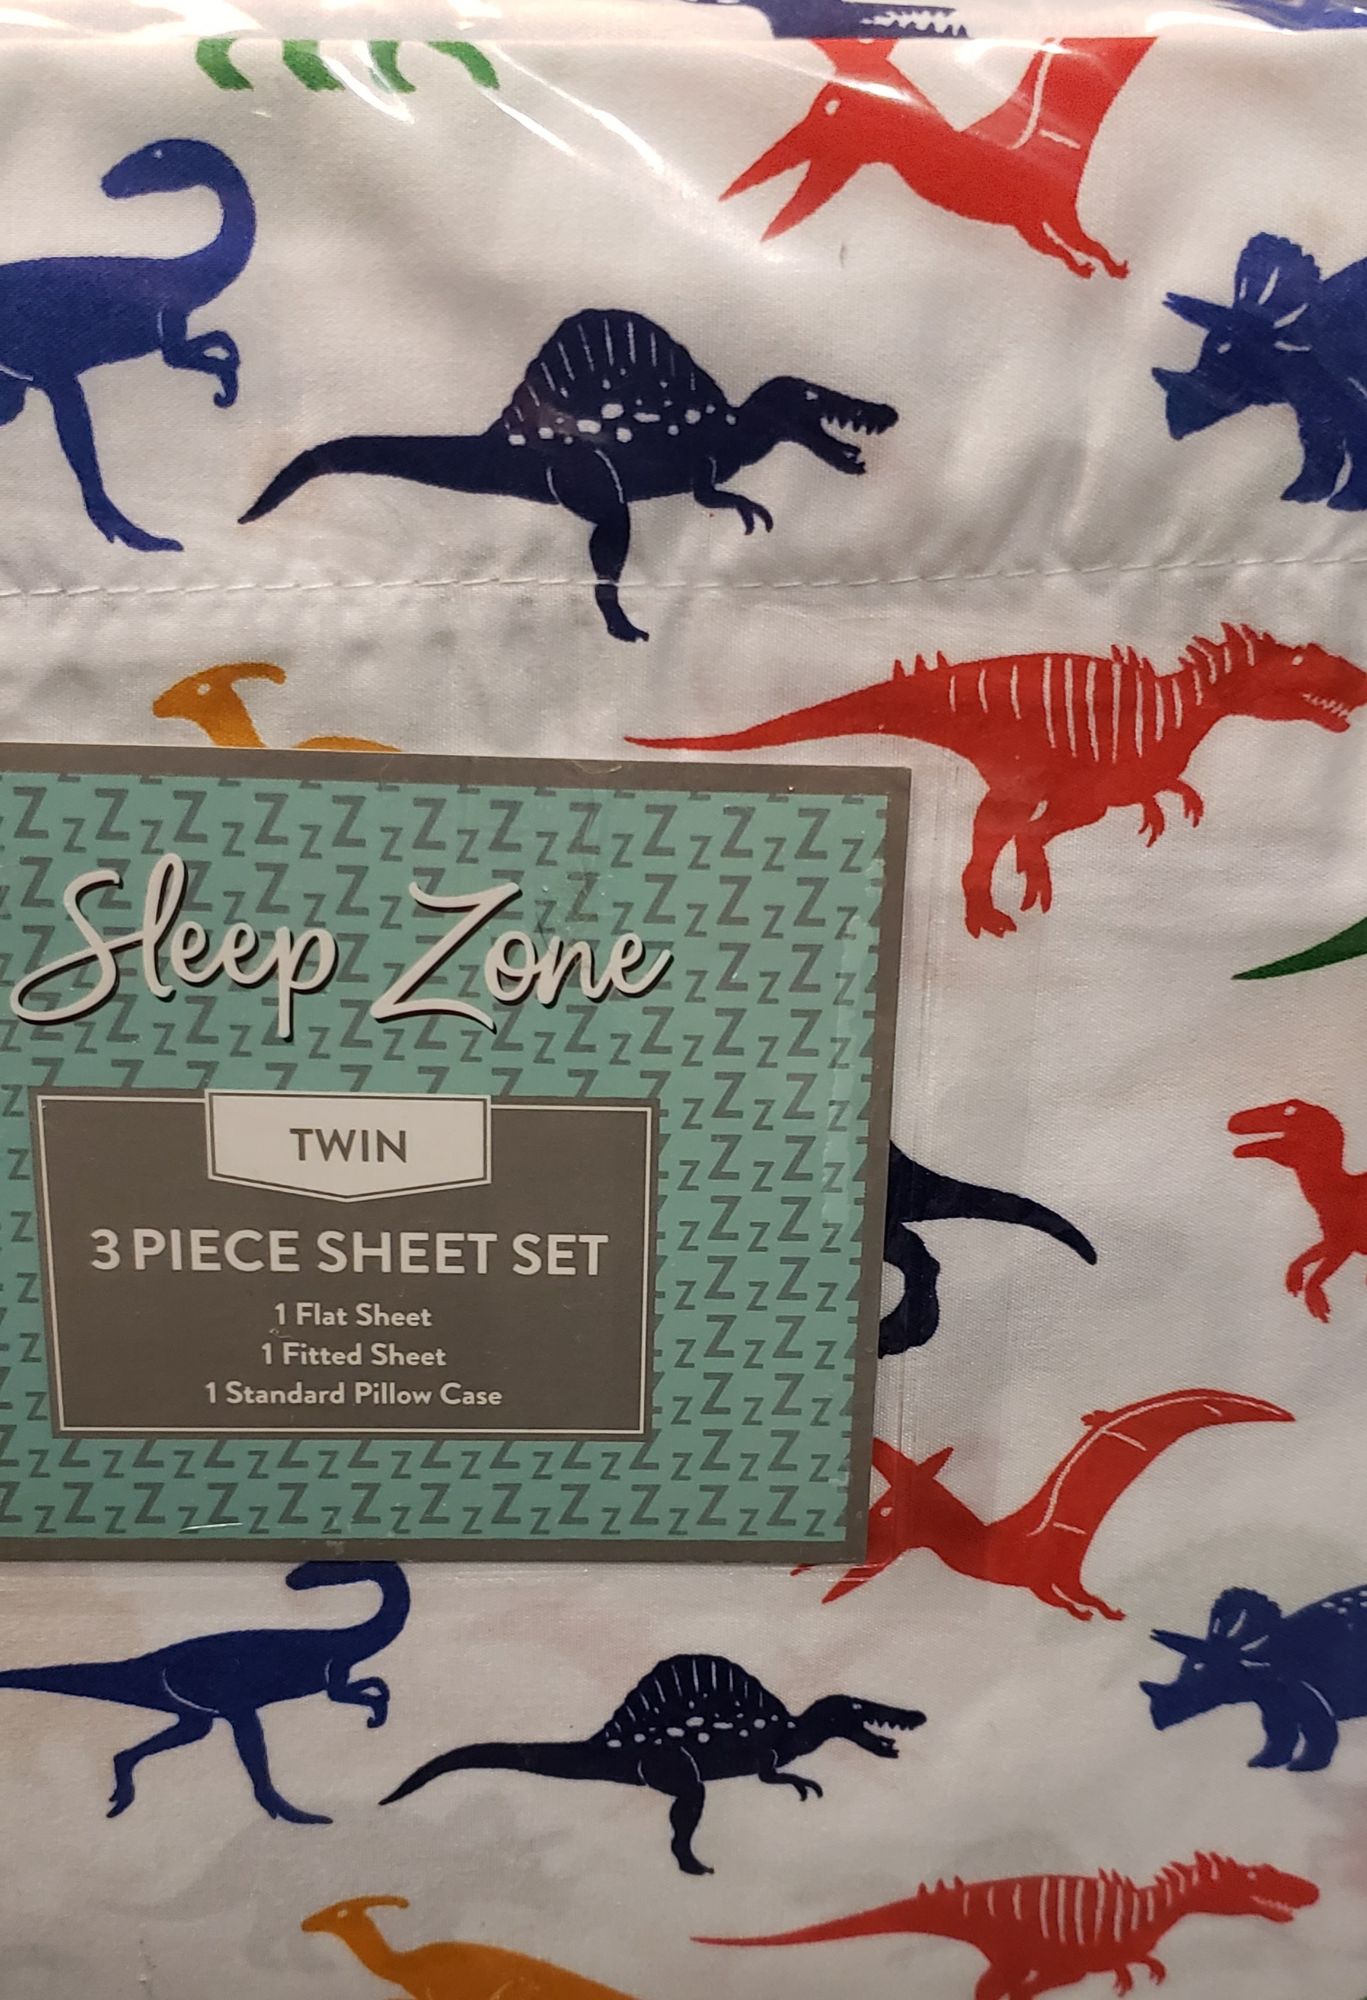 Sleep Zone
TWIN
3 PIECE SHEET SET
1 Flat Sheet
1 Fitted Sheet
1 Standard Pillow Case